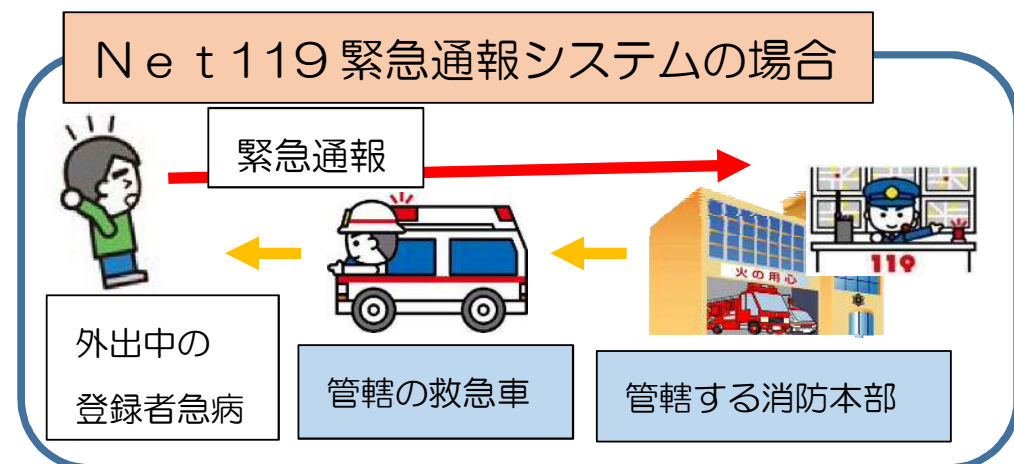 Ｎｅｔ119緊急通報システムの場合
緊急通報
119
火の用心
外出中の
登録者急病
管轄の救急車
管轄する消防本部